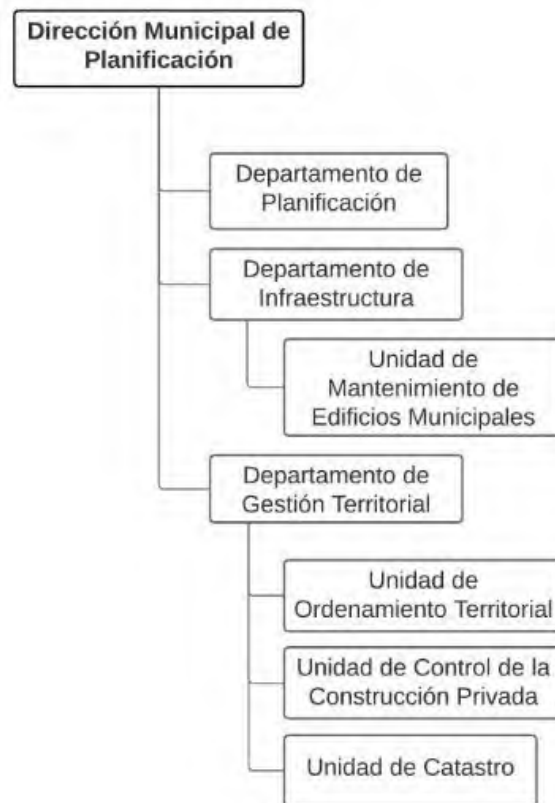 Dirección Municipal de
Planificación
Departamento de
Planificación
Departamento de
Infraestructura
Unidad de
Mantenimiento de
Edificios Municipales
Departamento de
Gestión Territorial
Unidad de
Ordenamiento Territorial
Unidad de Control de la
Construcción Privada
Unidad de Catastro